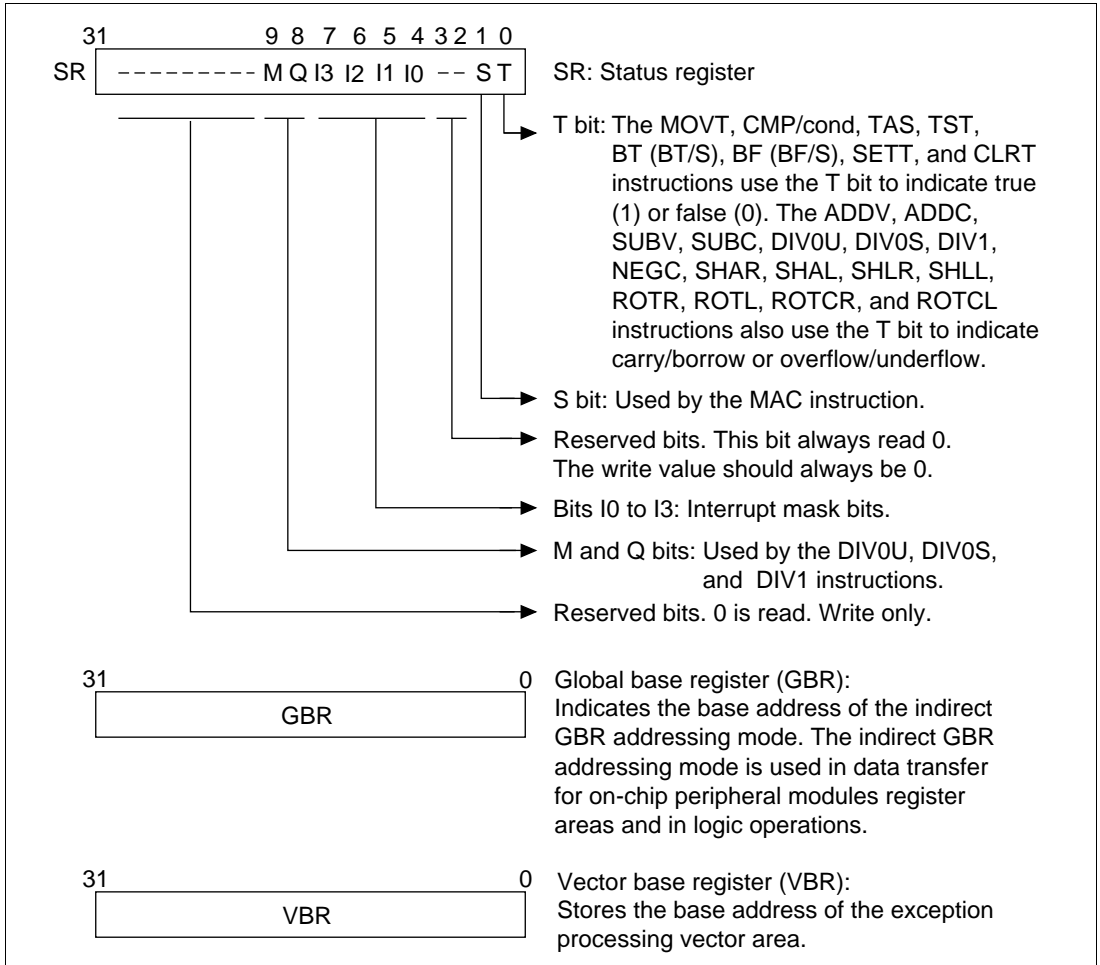 31 9 8 7 6 5 4 3 2 1 0
SR --------- M Q I3 I2 I1 I0 -- S T SR: Status register
T bit: The MOVT, CMP/cond, TAS, TST,
BT (BT/S), BF (BF/S), SETT, and CLRT
instructions use the T bit to indicate true
(1) or false (0). The ADDV, ADDC,
SUBV, SUBC, DIV0U, DIV0S, DIV1,
NEGC, SHAR, SHAL, SHLR, SHLL,
ROTR, ROTL, ROTCR, and ROTCL
instructions also use the T bit to indicate
carry/borrow or overflow/underflow.
S bit: Used by the MAC instruction.
Reserved bits. This bit always read 0.
The write value should always be 0.
Bits I0 to I3: Interrupt mask bits.
M and Q bits: Used by the DIV0U, DIV0S,
and DIV1 instructions.
Reserved bits. 0 is read. Write only.
31 0 Global base register (GBR):
GBR Indicates the base address of the indirect
GBR addressing mode. The indirect GBR
addressing mode is used in data transfer
for on-chip peripheral modules register
areas and in logic operations.
31 0 Vector base register (VBR):
VBR Stores the base address of the exception
processing vector area.